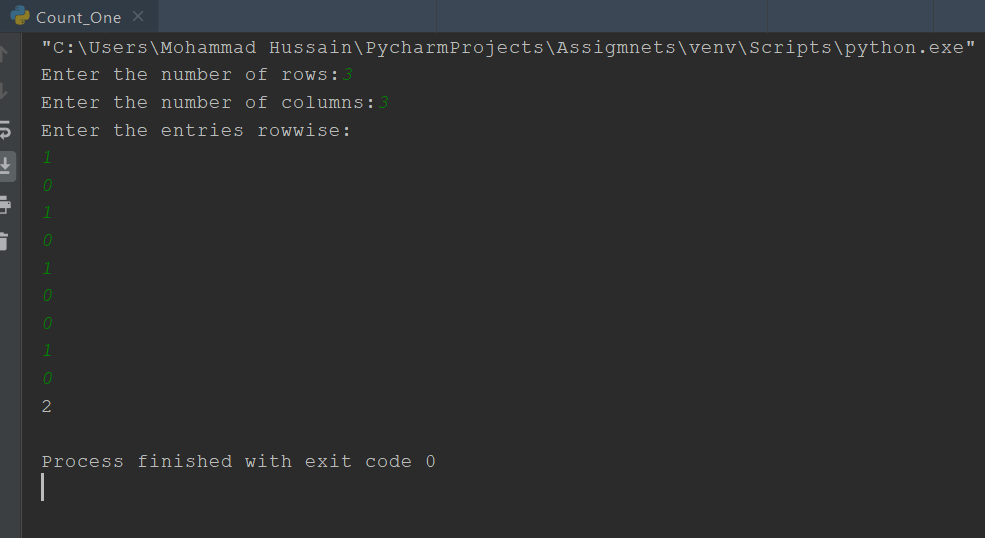 Count_One
"C:\Users\Mohammad Hussain\PycharmProjects\Assigmnets\venv\Scripts\python.exe"
Enter the number of rows:3
Enter the number of columns:3
Enter the entries rowwise:
1
0
1
0
1
0
0
1
0
2
Process finished with exit code 0